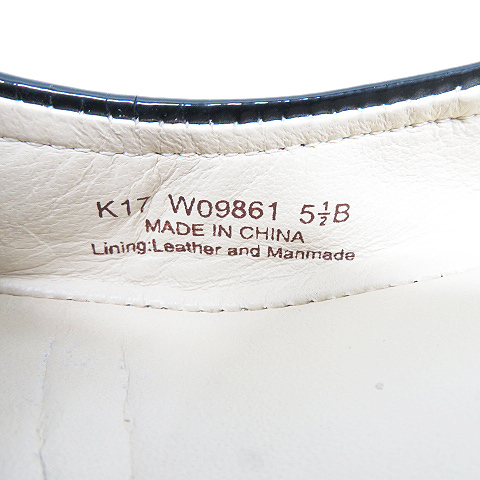 K17 W09861 5½B
MADE IN CHINA
Lining:Leather and Manmade